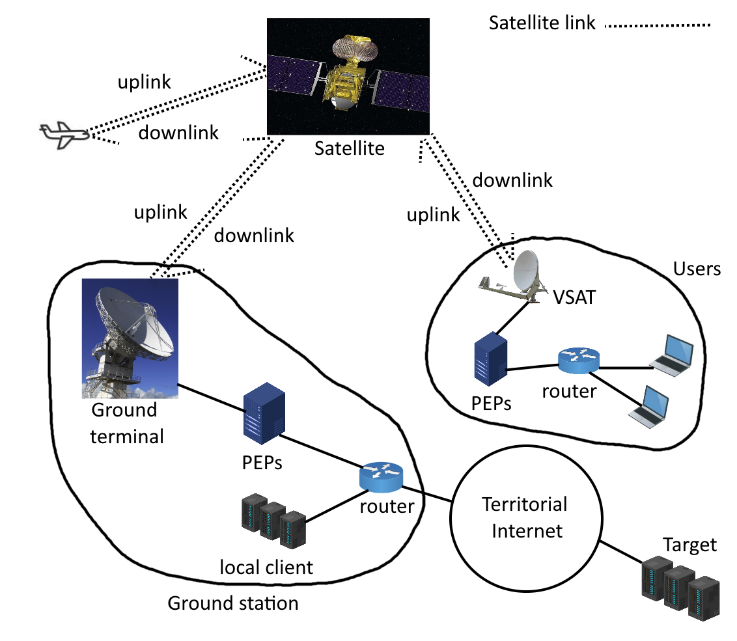 Satellite link
uplink
downlink
Satellite
uplink
downlink
downlink
uplink
Users
VSAT
PEPs
router
Ground
terminal
PEPs
router
local client
Ground station
Territorial
Internet
Target